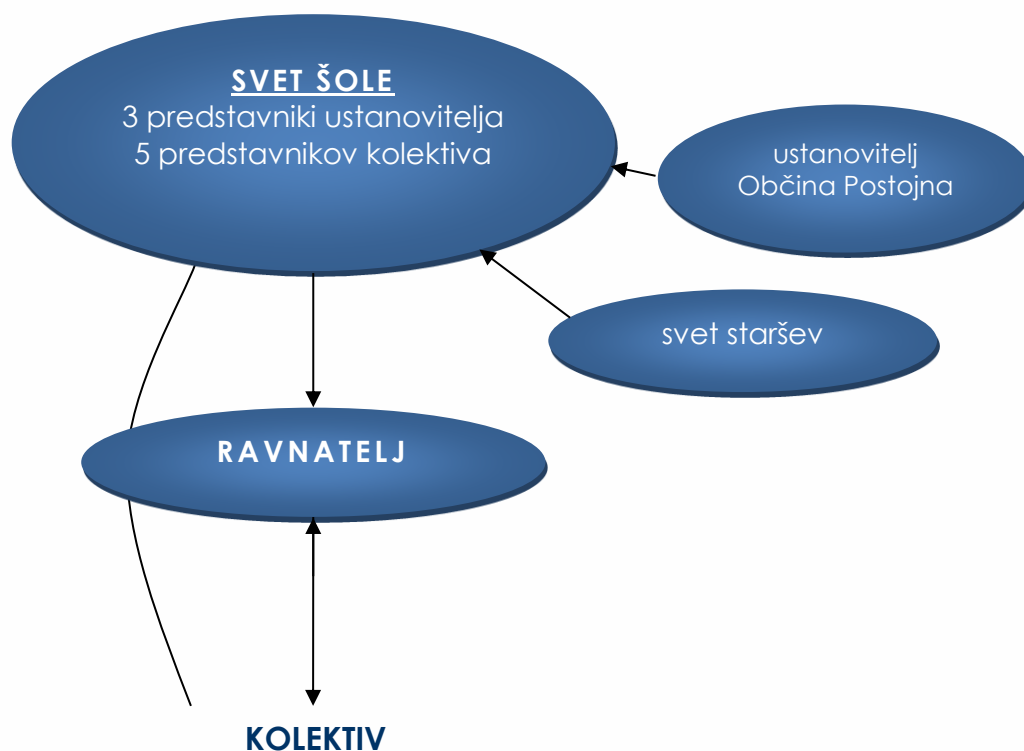 SVET ŠOLE
3 predstavniki ustanovitelja
5 predstavnikov kolektiva
ustanovitelj
Občina Postojna
svet staršev
RAVNATELJ
KOLEKTIV